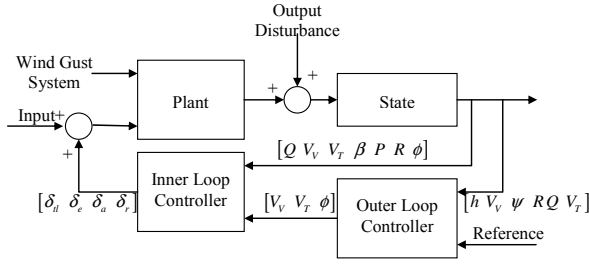 Output
Disturbance
Wind Gust
System
Plant
State
Input
+
+
+
+
[Q V_V V_T β P R ϕ]
Inner Loop
Controller
[δ_tl δ_e δ_a δ_r]
[V_V V_T ϕ]
Outer Loop
Controller
[h V_V ψ R Q V_T]
Reference